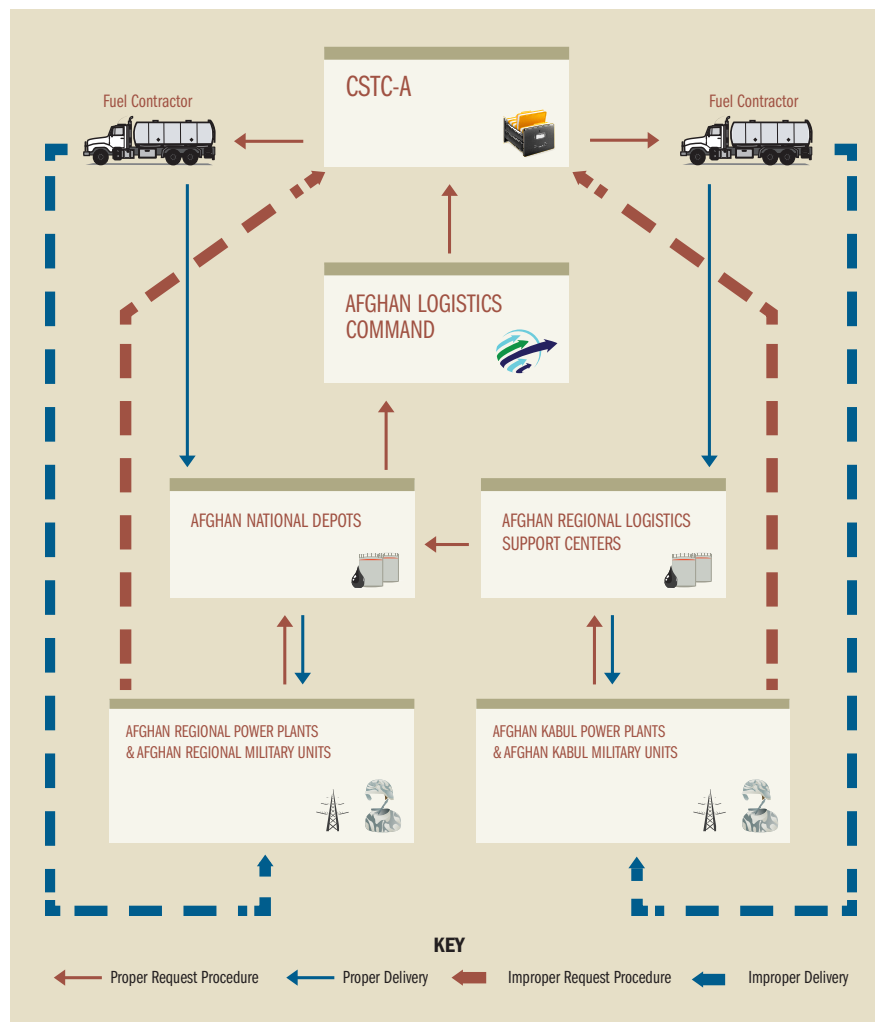 CSTC-A
Fuel Contractor
Fuel Contractor
AFGHAN LOGISTICS
COMMAND
AFGHAN NATIONAL DEPOTS
AFGHAN REGIONAL LOGISTICS
SUPPORT CENTERS
AFGHAN REGIONAL POWER PLANTS
& AFGHAN REGIONAL MILITARY UNITS
AFGHAN KABUL POWER PLANTS
& AFGHAN KABUL MILITARY UNITS
KEY
Proper Request Procedure
Proper Delivery
Improper Request Procedure
Improper Delivery